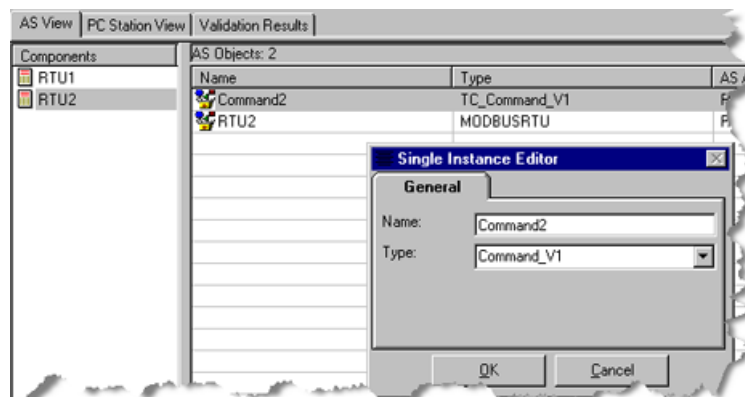 AS View PC Station View Validation Results
Components AS Objects: 2
RTU1 Name Type AS
RTU2 Command2 TC_Command_V1
RTU2 MODBUSRTU
Single Instance Editor
General
Name: Command2
Type: Command_V1
OK Cancel